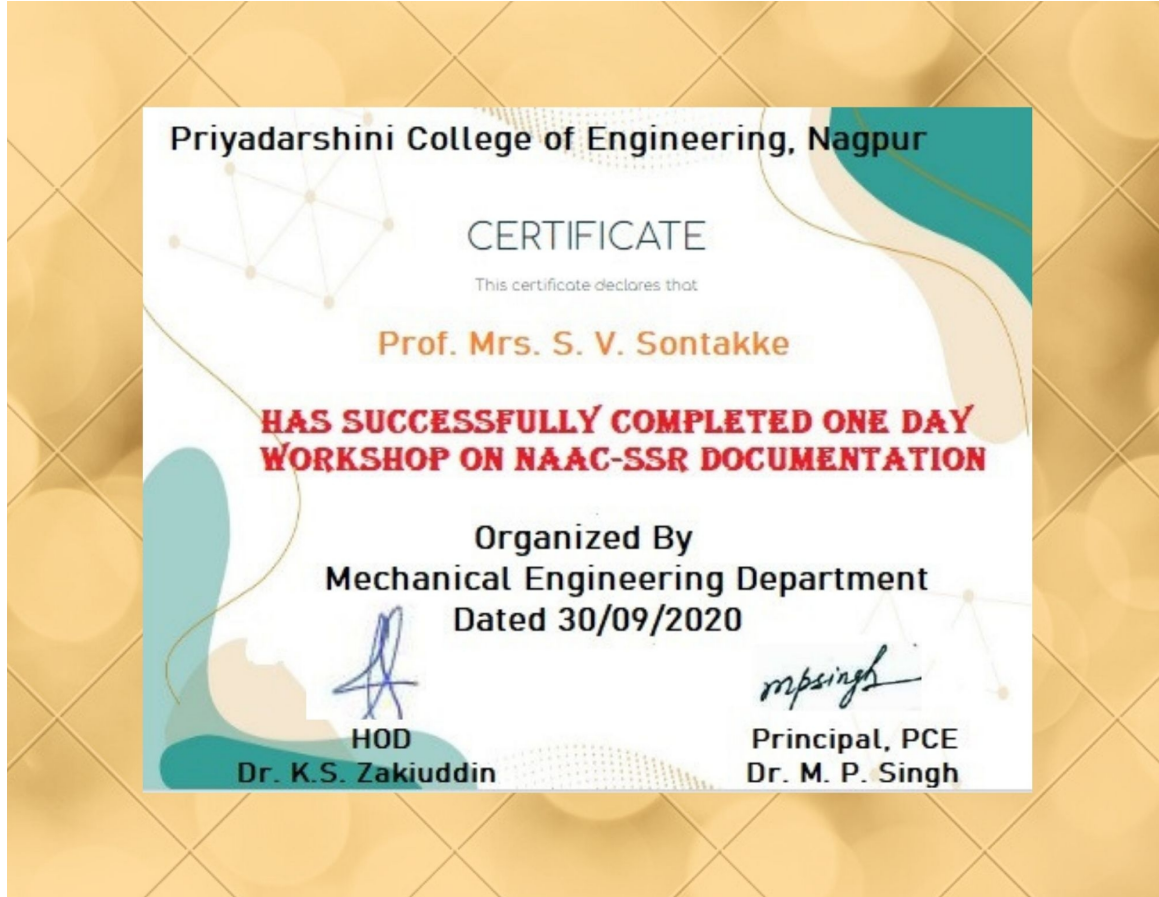 Priyadarshini College of Engineering, Nagpur
CERTIFICATE
This certificate declares that
Prof. Mrs. S. V. Sontakke
HAS SUCCESSFULLY COMPLETED ONE DAY
WORKSHOP ON NAAC-SSR DOCUMENTATION
Organized By
Mechanical Engineering Department
Dated 30/09/2020
mpsingh
HOD
Principal, PCE
Dr. K.S. Zakiuddin
Dr. M. P. Singh